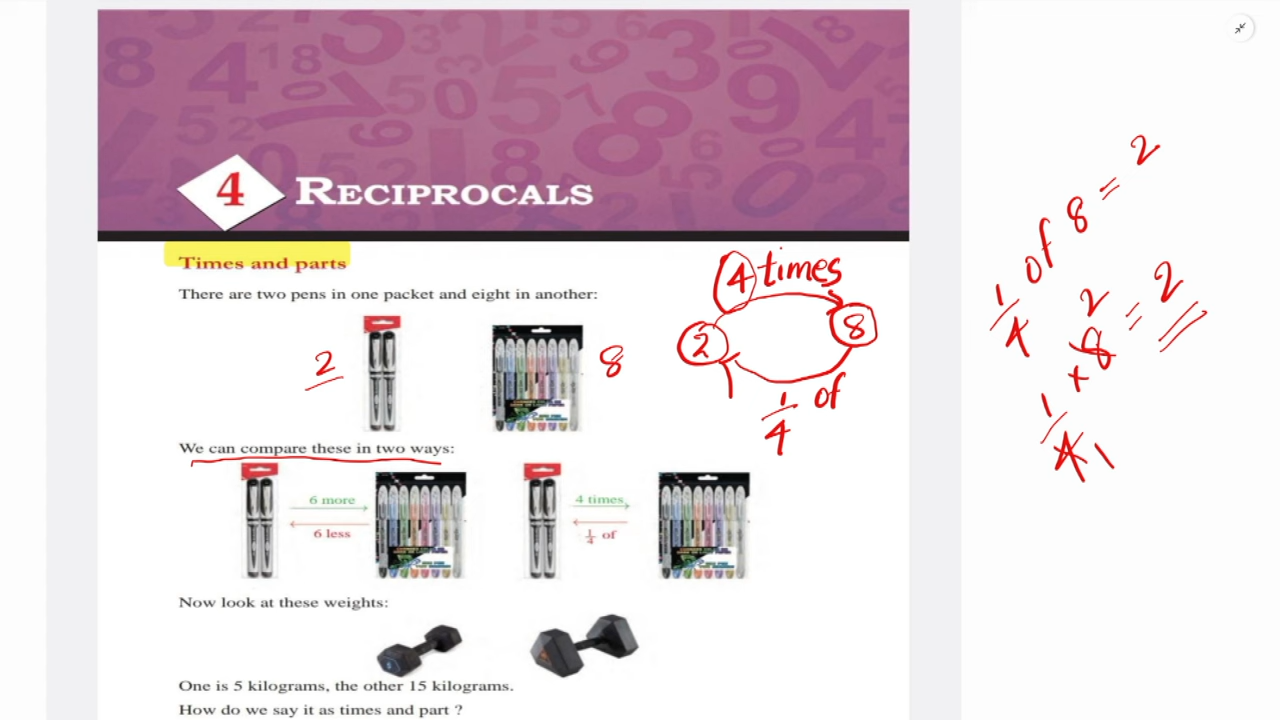 4 RECIPROCALS
Times and parts
There are two pens in one packet and eight in another:
2
8
4 times
2
8
1/4 of
We can compare these in two ways:
6 more
6 less
4 times
1/4 of
Now look at these weights:
One is 5 kilograms, the other 15 kilograms.
How do we say it as times and part ?
1/4 of 8 = 2
1/4 × 8 = 2
2
1